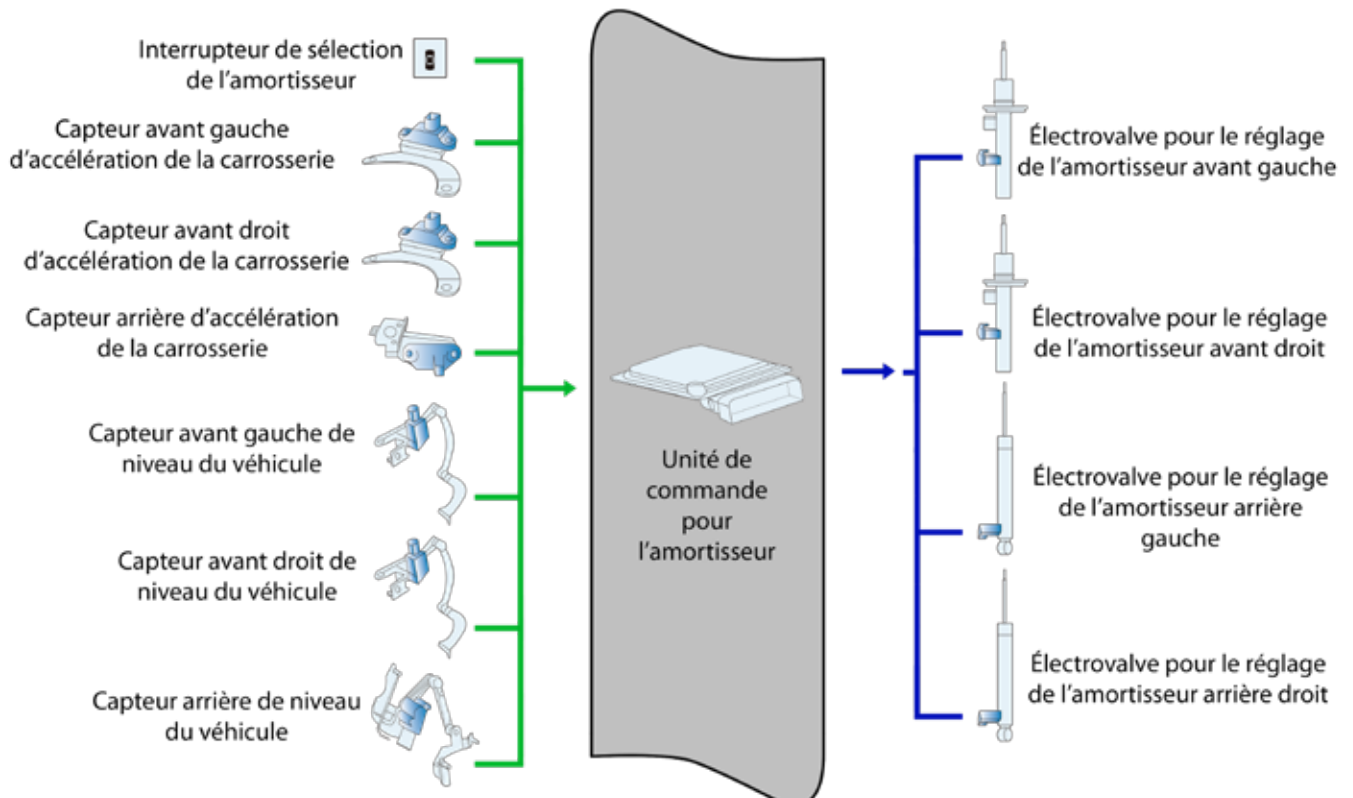 Interrupteur de sélection
de l'amortisseur
Capteur avant gauche
d'accélération de la carrosserie
Capteur avant droit
d'accélération de la carrosserie
Capteur arrière d'accélération
de la carrosserie
Capteur avant gauche de
niveau du véhicule
Capteur avant droit de
niveau du véhicule
Capteur arrière de niveau
du véhicule
Unité de
commande
pour
l'amortisseur
Électrovalve pour le réglage
de l'amortisseur avant gauche
Électrovalve pour le réglage
de l'amortisseur avant droit
Électrovalve pour le réglage
de l'amortisseur arrière
gauche
Électrovalve pour le réglage
de l'amortisseur arrière droit